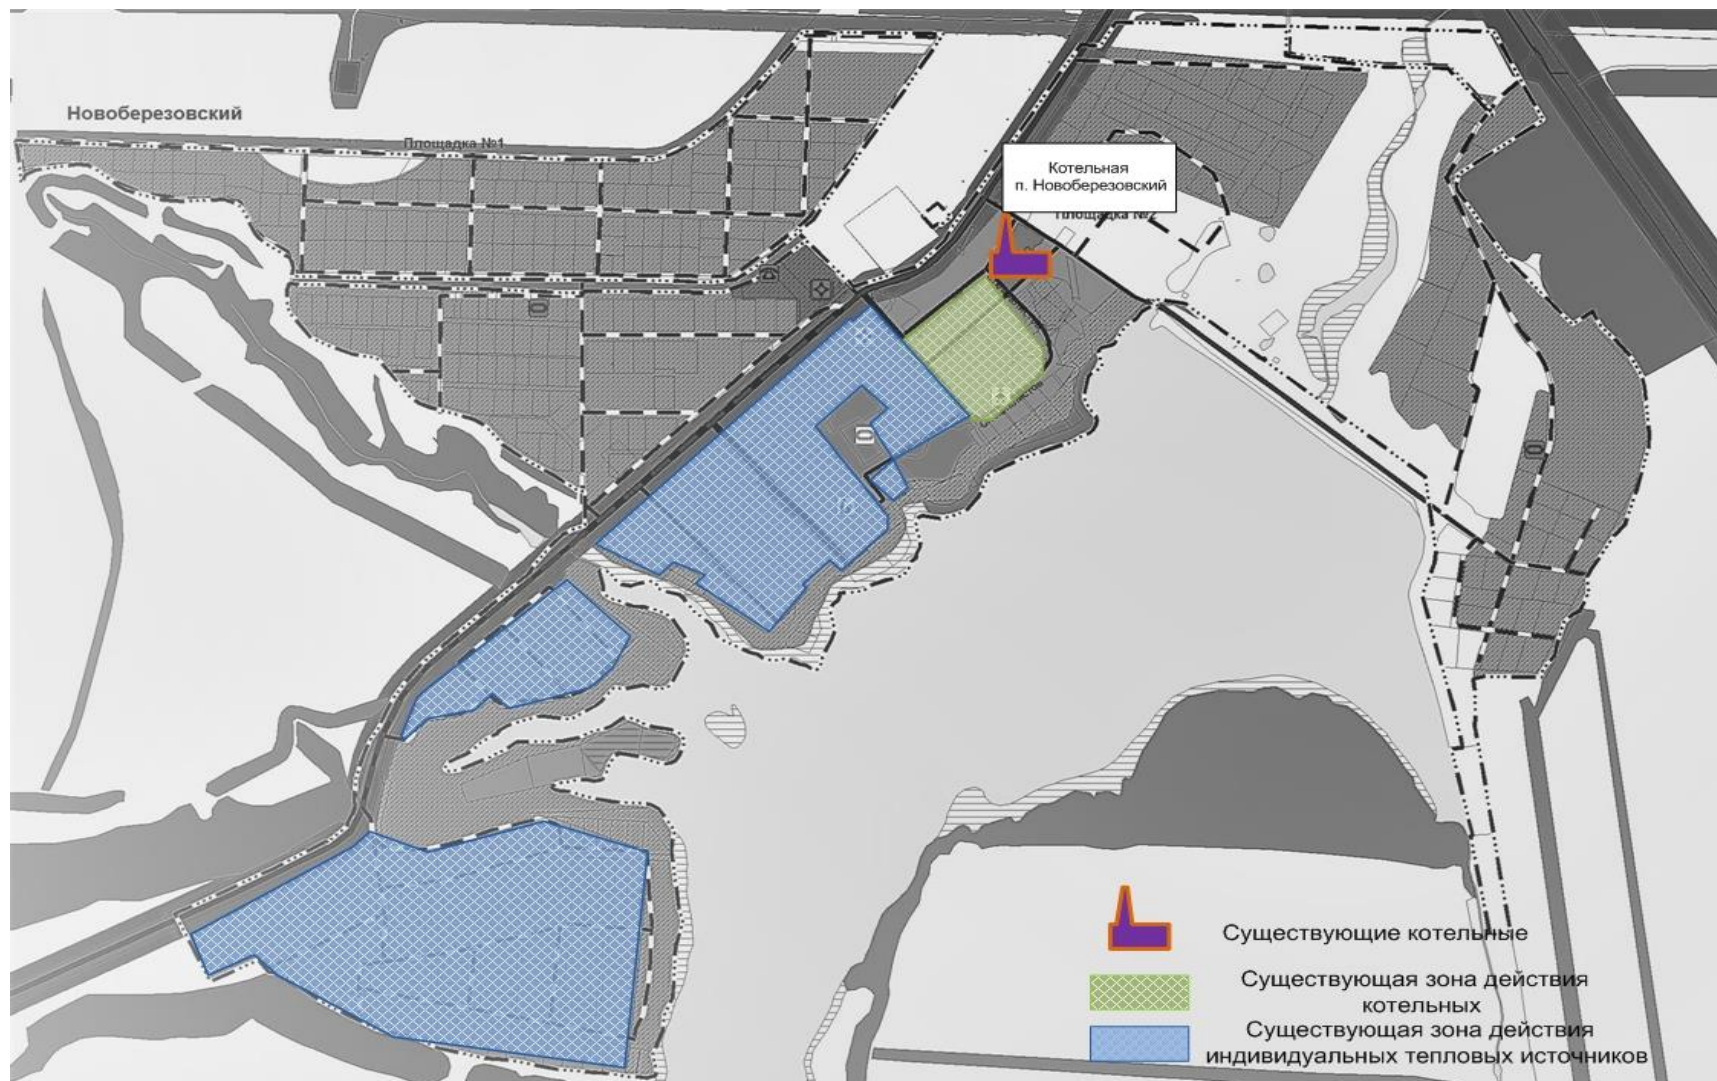 Новоберезовский
Площадка №1
Котельная
п. Новоберезовский
Площадка №2
Существующие котельные
Существующая зона действия
котельных
Существующая зона действия
индивидуальных тепловых источников